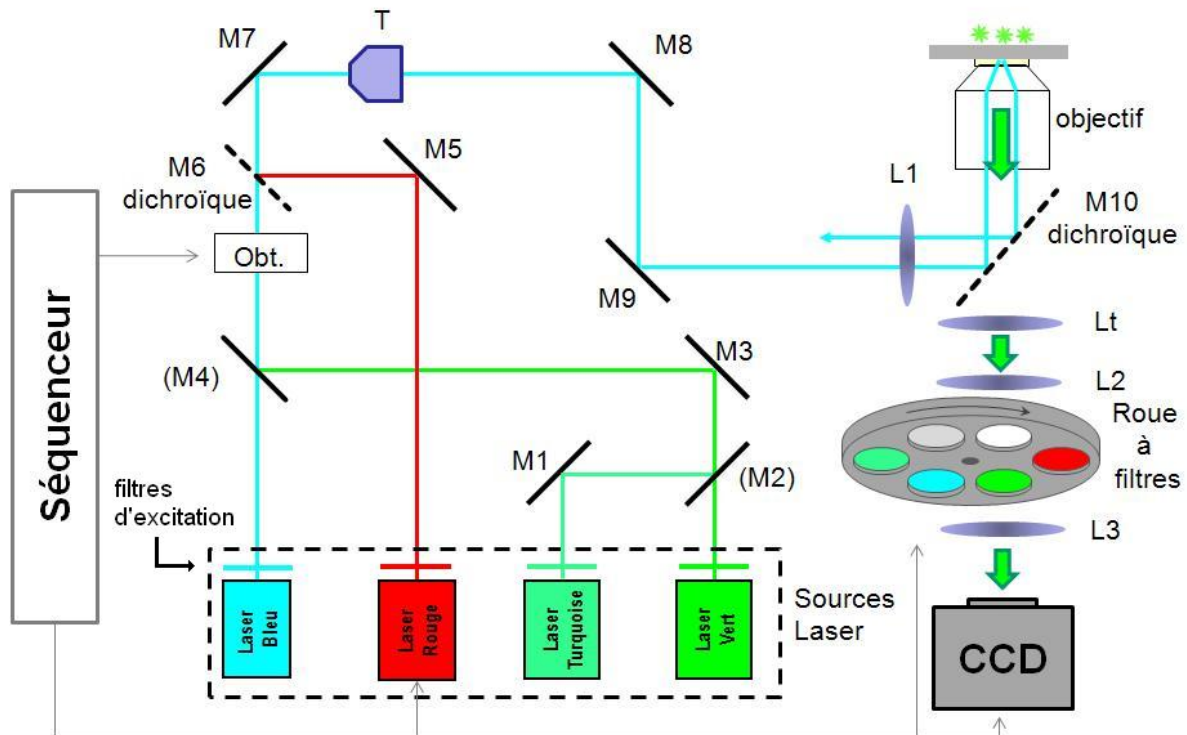 T
M7
M8
objectif
M5
M6
dichroïque
L1
M10
dichroïque
Obt.
M9
Lt
Séquenceur
(M4)
M3
L2
Roue
à
filtres
M1
(M2)
filtres
d'excitation
L3
Laser
Bleu
Laser
Rouge
Laser
Turquoise
Laser
Vert
Sources
Laser
CCD